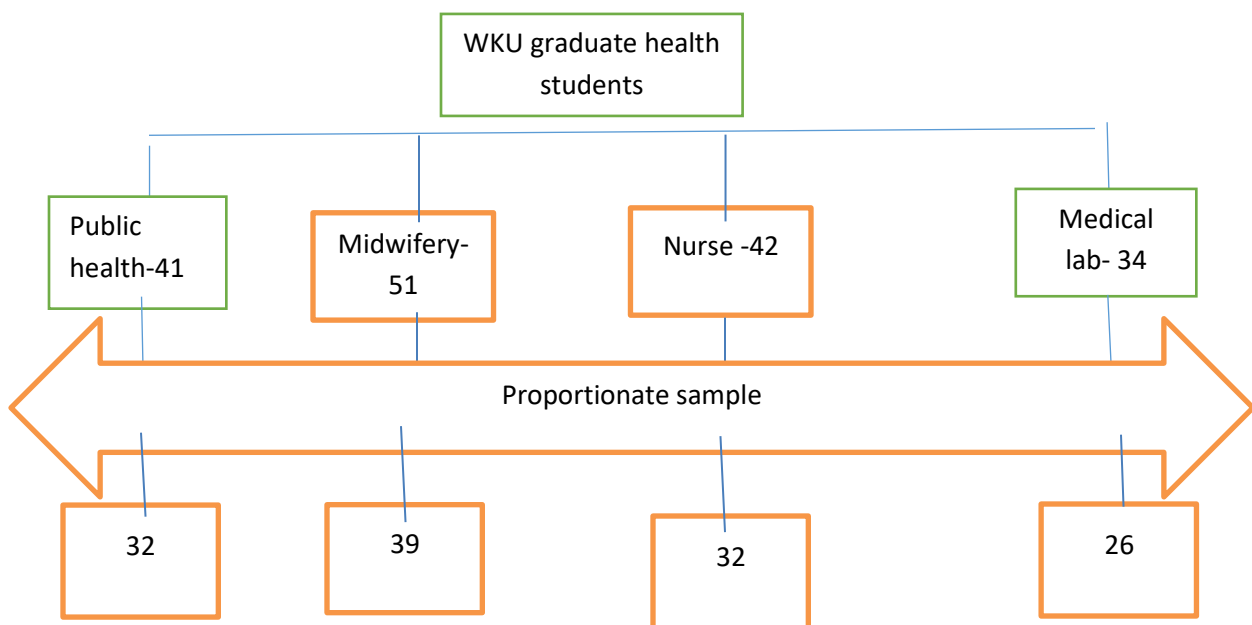 WKU graduate health
students
Public
health-41
Midwifery-
51
Nurse -42
Medical
lab- 34
Proportionate sample
32
39
32
26